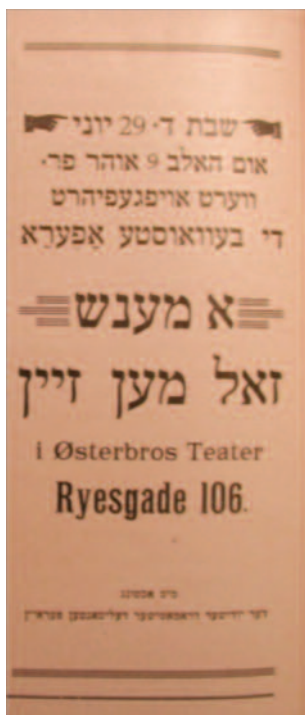 שבת ד׳ 29 יוני
אום האלב 9 אוהר פר׳
ווערט אויפגעפיהרט
די בעוואוסטע אָפּערַא
א מענש
זאל מען זיין
i Østerbros Teater
Ryesgade 106.